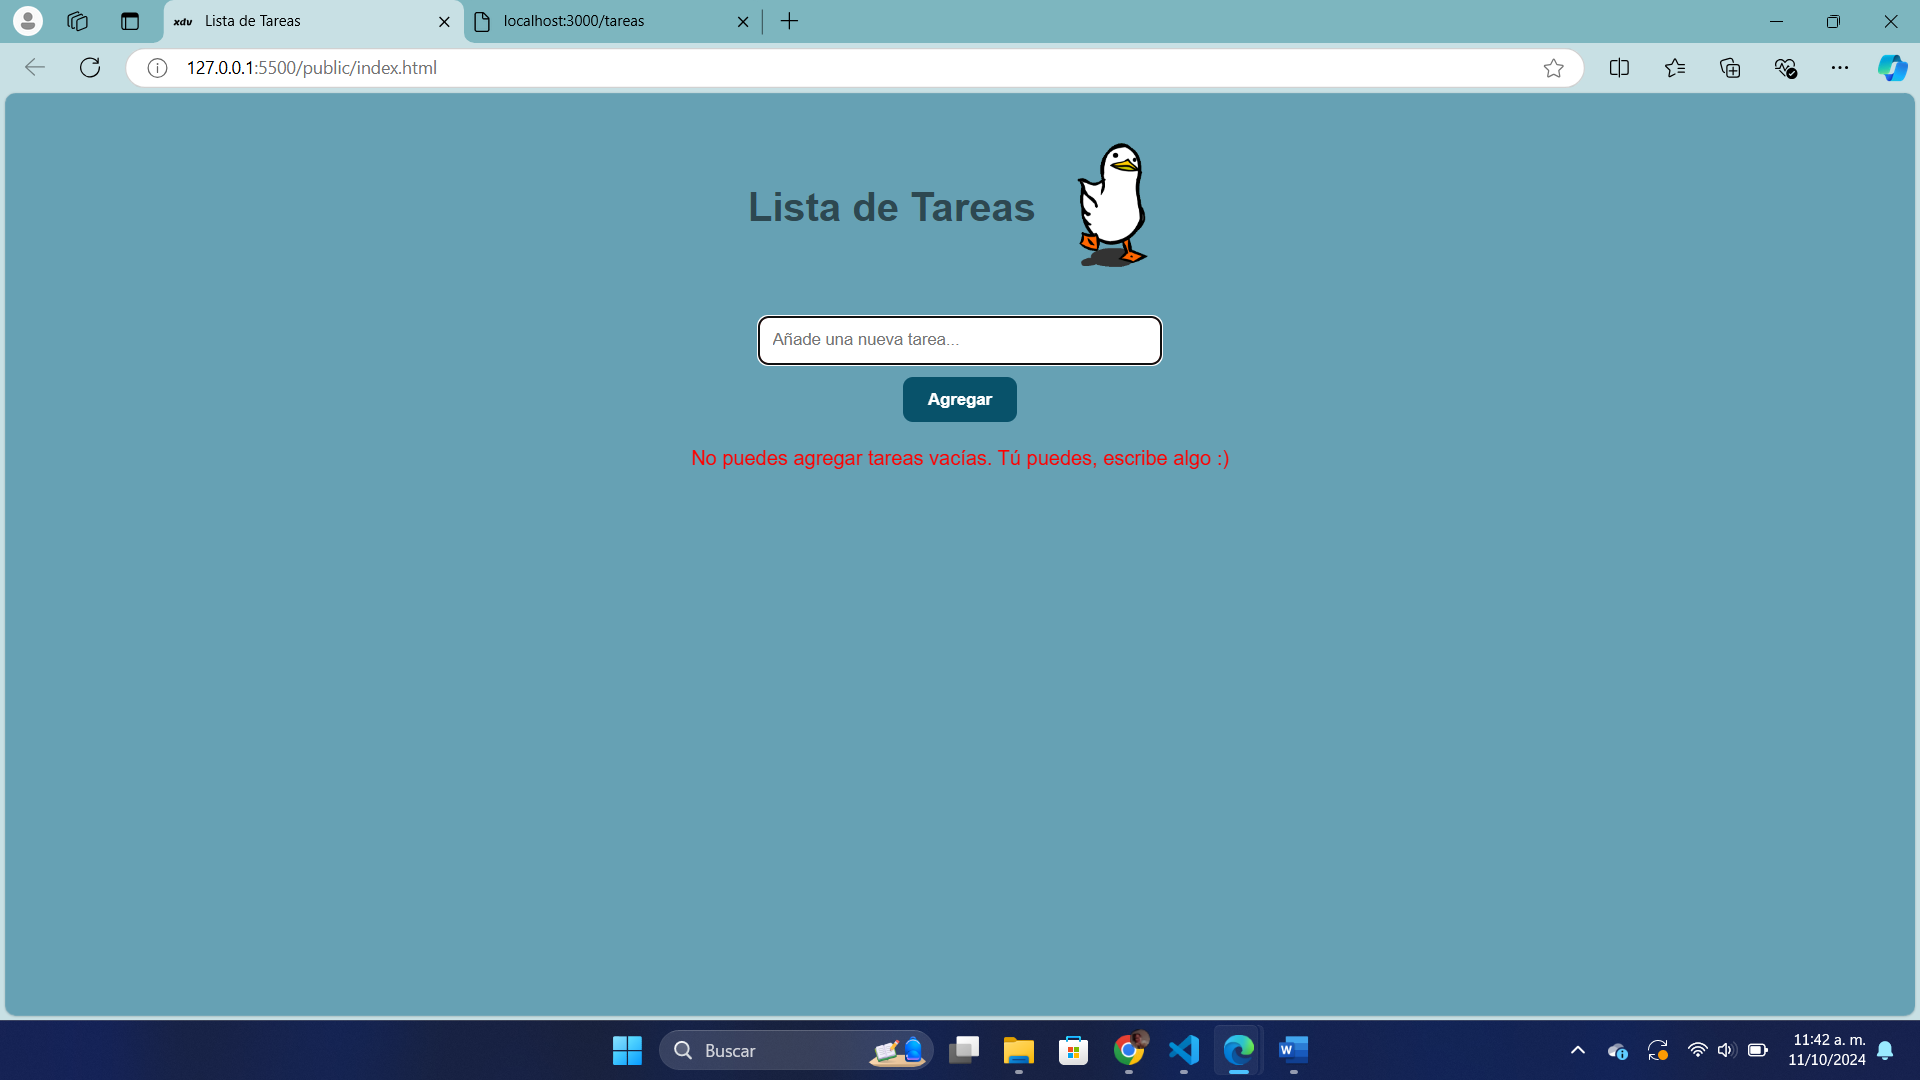 xdv Lista de Tareas
localhost:3000/tareas
127.0.0.1:5500/public/index.html
Lista de Tareas
Añade una nueva tarea...
Agregar
No puedes agregar tareas vacías. Tú puedes, escribe algo :)
Buscar
W
11:42 a. m.
11/10/2024